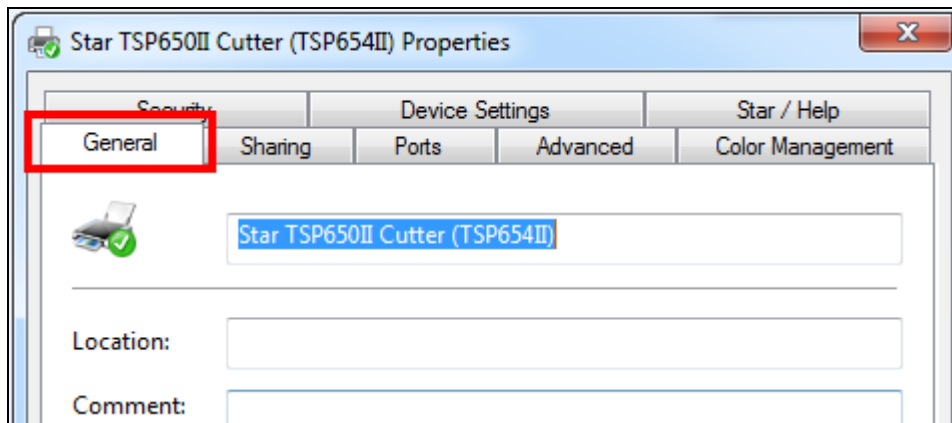 Star TSP650II Cutter (TSP654II) Properties
Security Device Settings Star / Help
General Sharing Ports Advanced Color Management
Star TSP650II Cutter (TSP654II)
Location:
Comment: